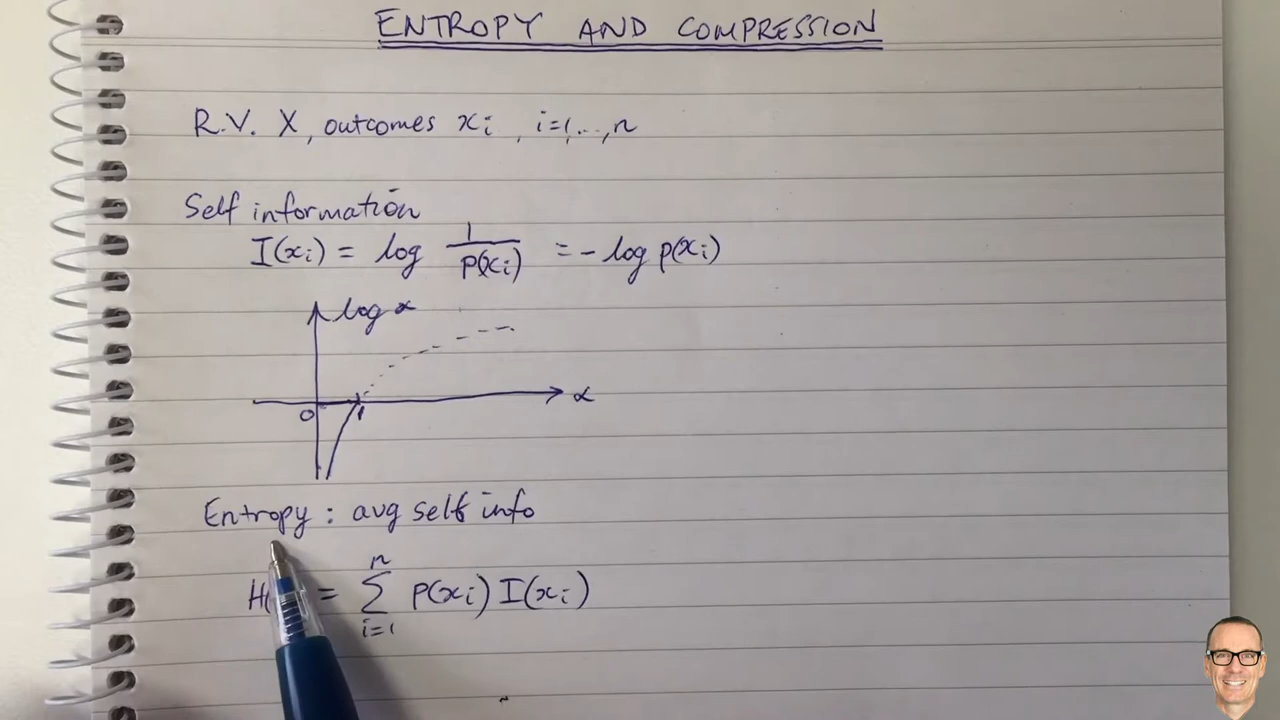 ENTROPY AND COMPRESSION
R.V. X, outcomes xi, i=1,...,n
Self information
I(xi) = log 1/p(xi) = -log p(xi)
log α
0 1 α
Entropy: avg self info
n
H( = Σ p(xi) I(xi)
i=1